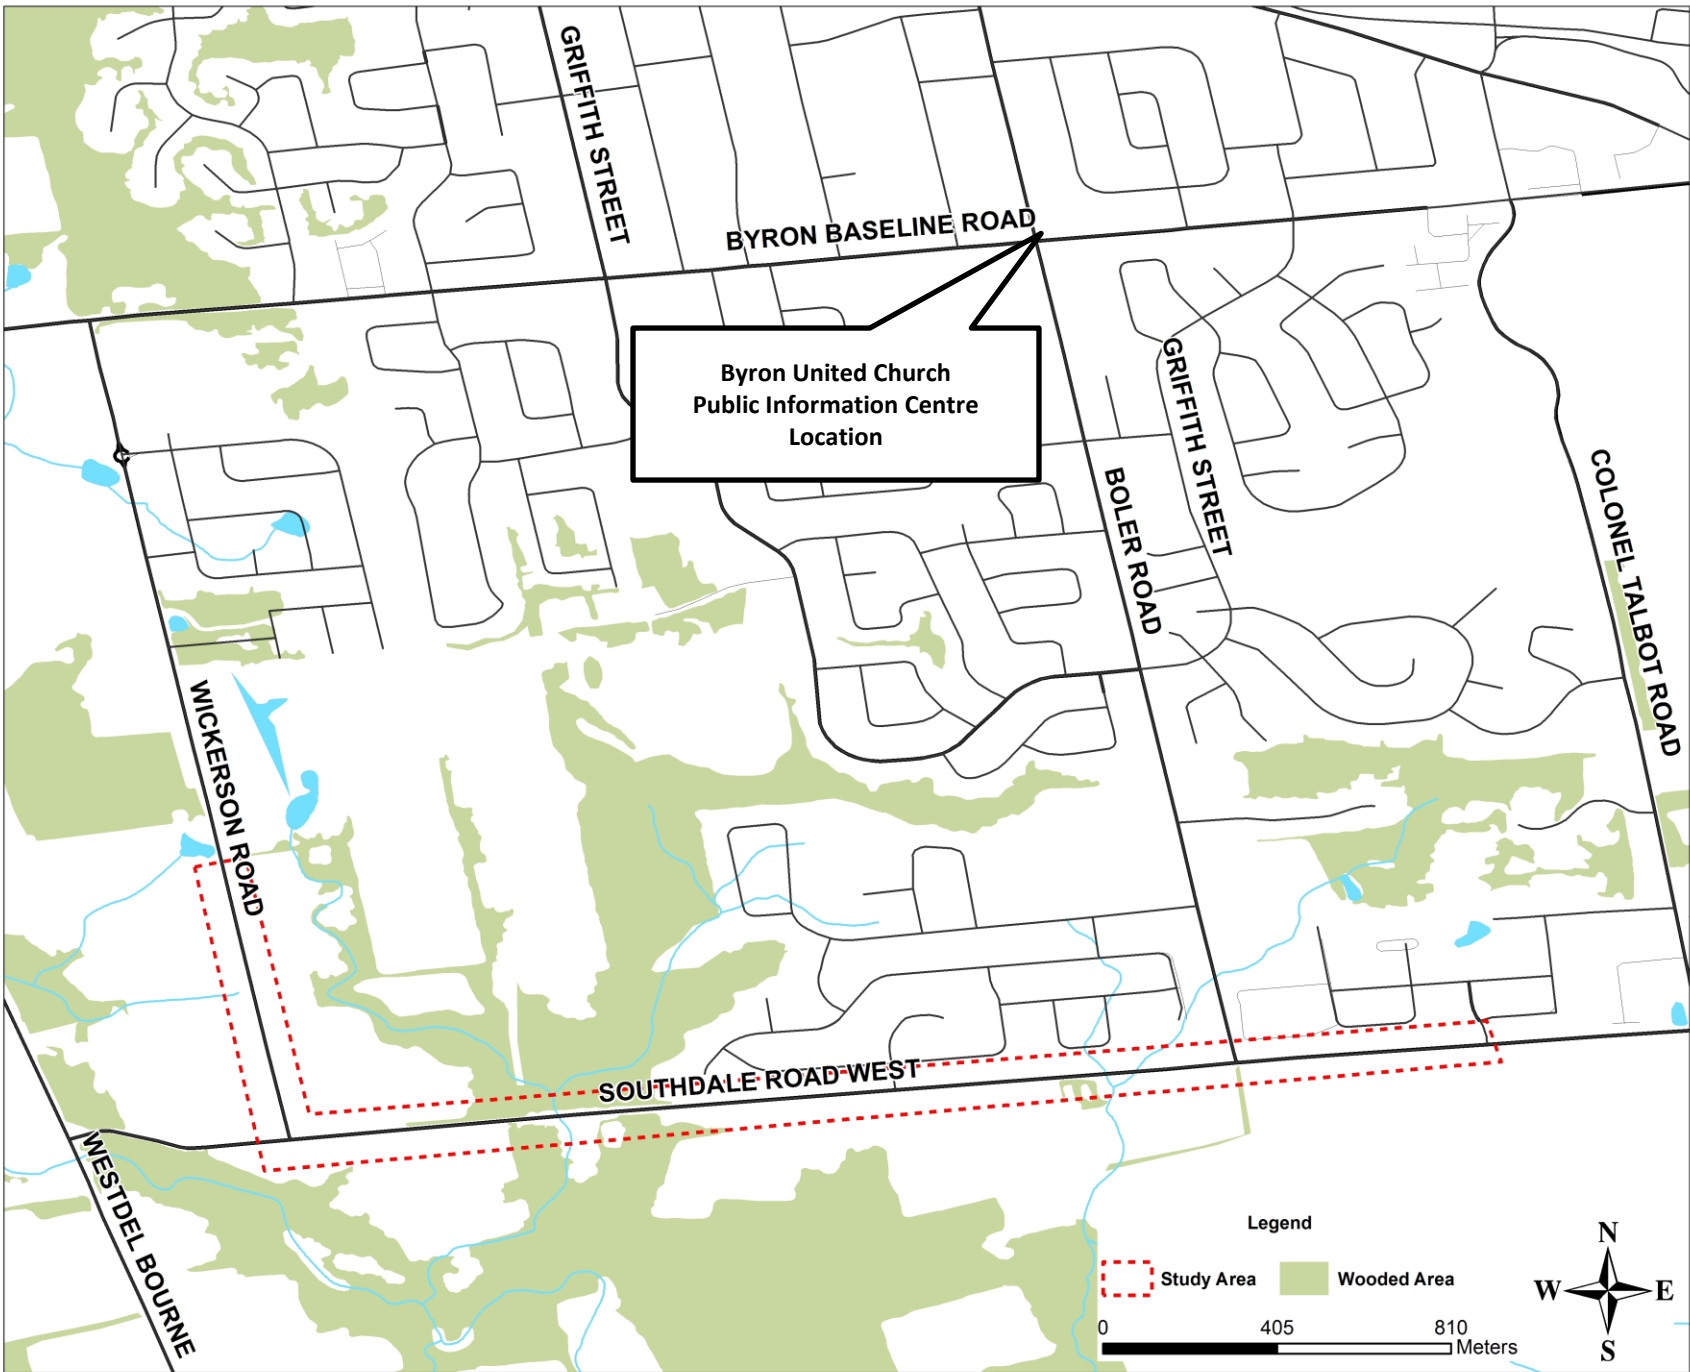 GRIFFITH STREET
BYRON BASELINE ROAD
Byron United Church
Public Information Centre
Location
GRIFFITH STREET
BOLER ROAD
COLONEL TALBOT ROAD
WICKERSON ROAD
SOUTHDALE ROAD WEST
WESTDEL BOURNE
Legend
Study Area
Wooded Area
0 405 810
Meters
N
W E
S